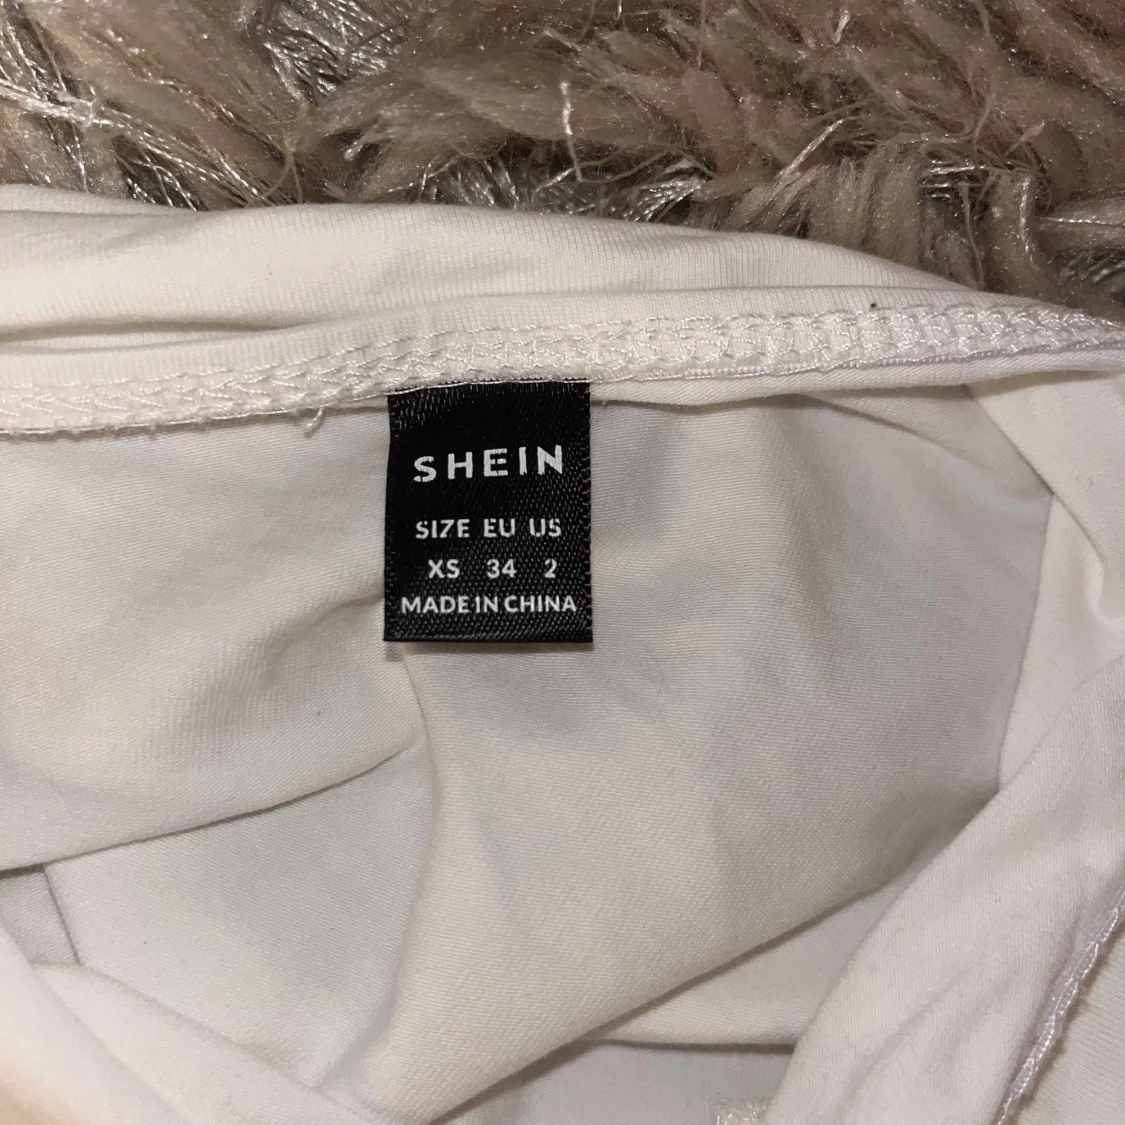 SHEIN
SIZE EU US
XS 34 2
MADE IN CHINA